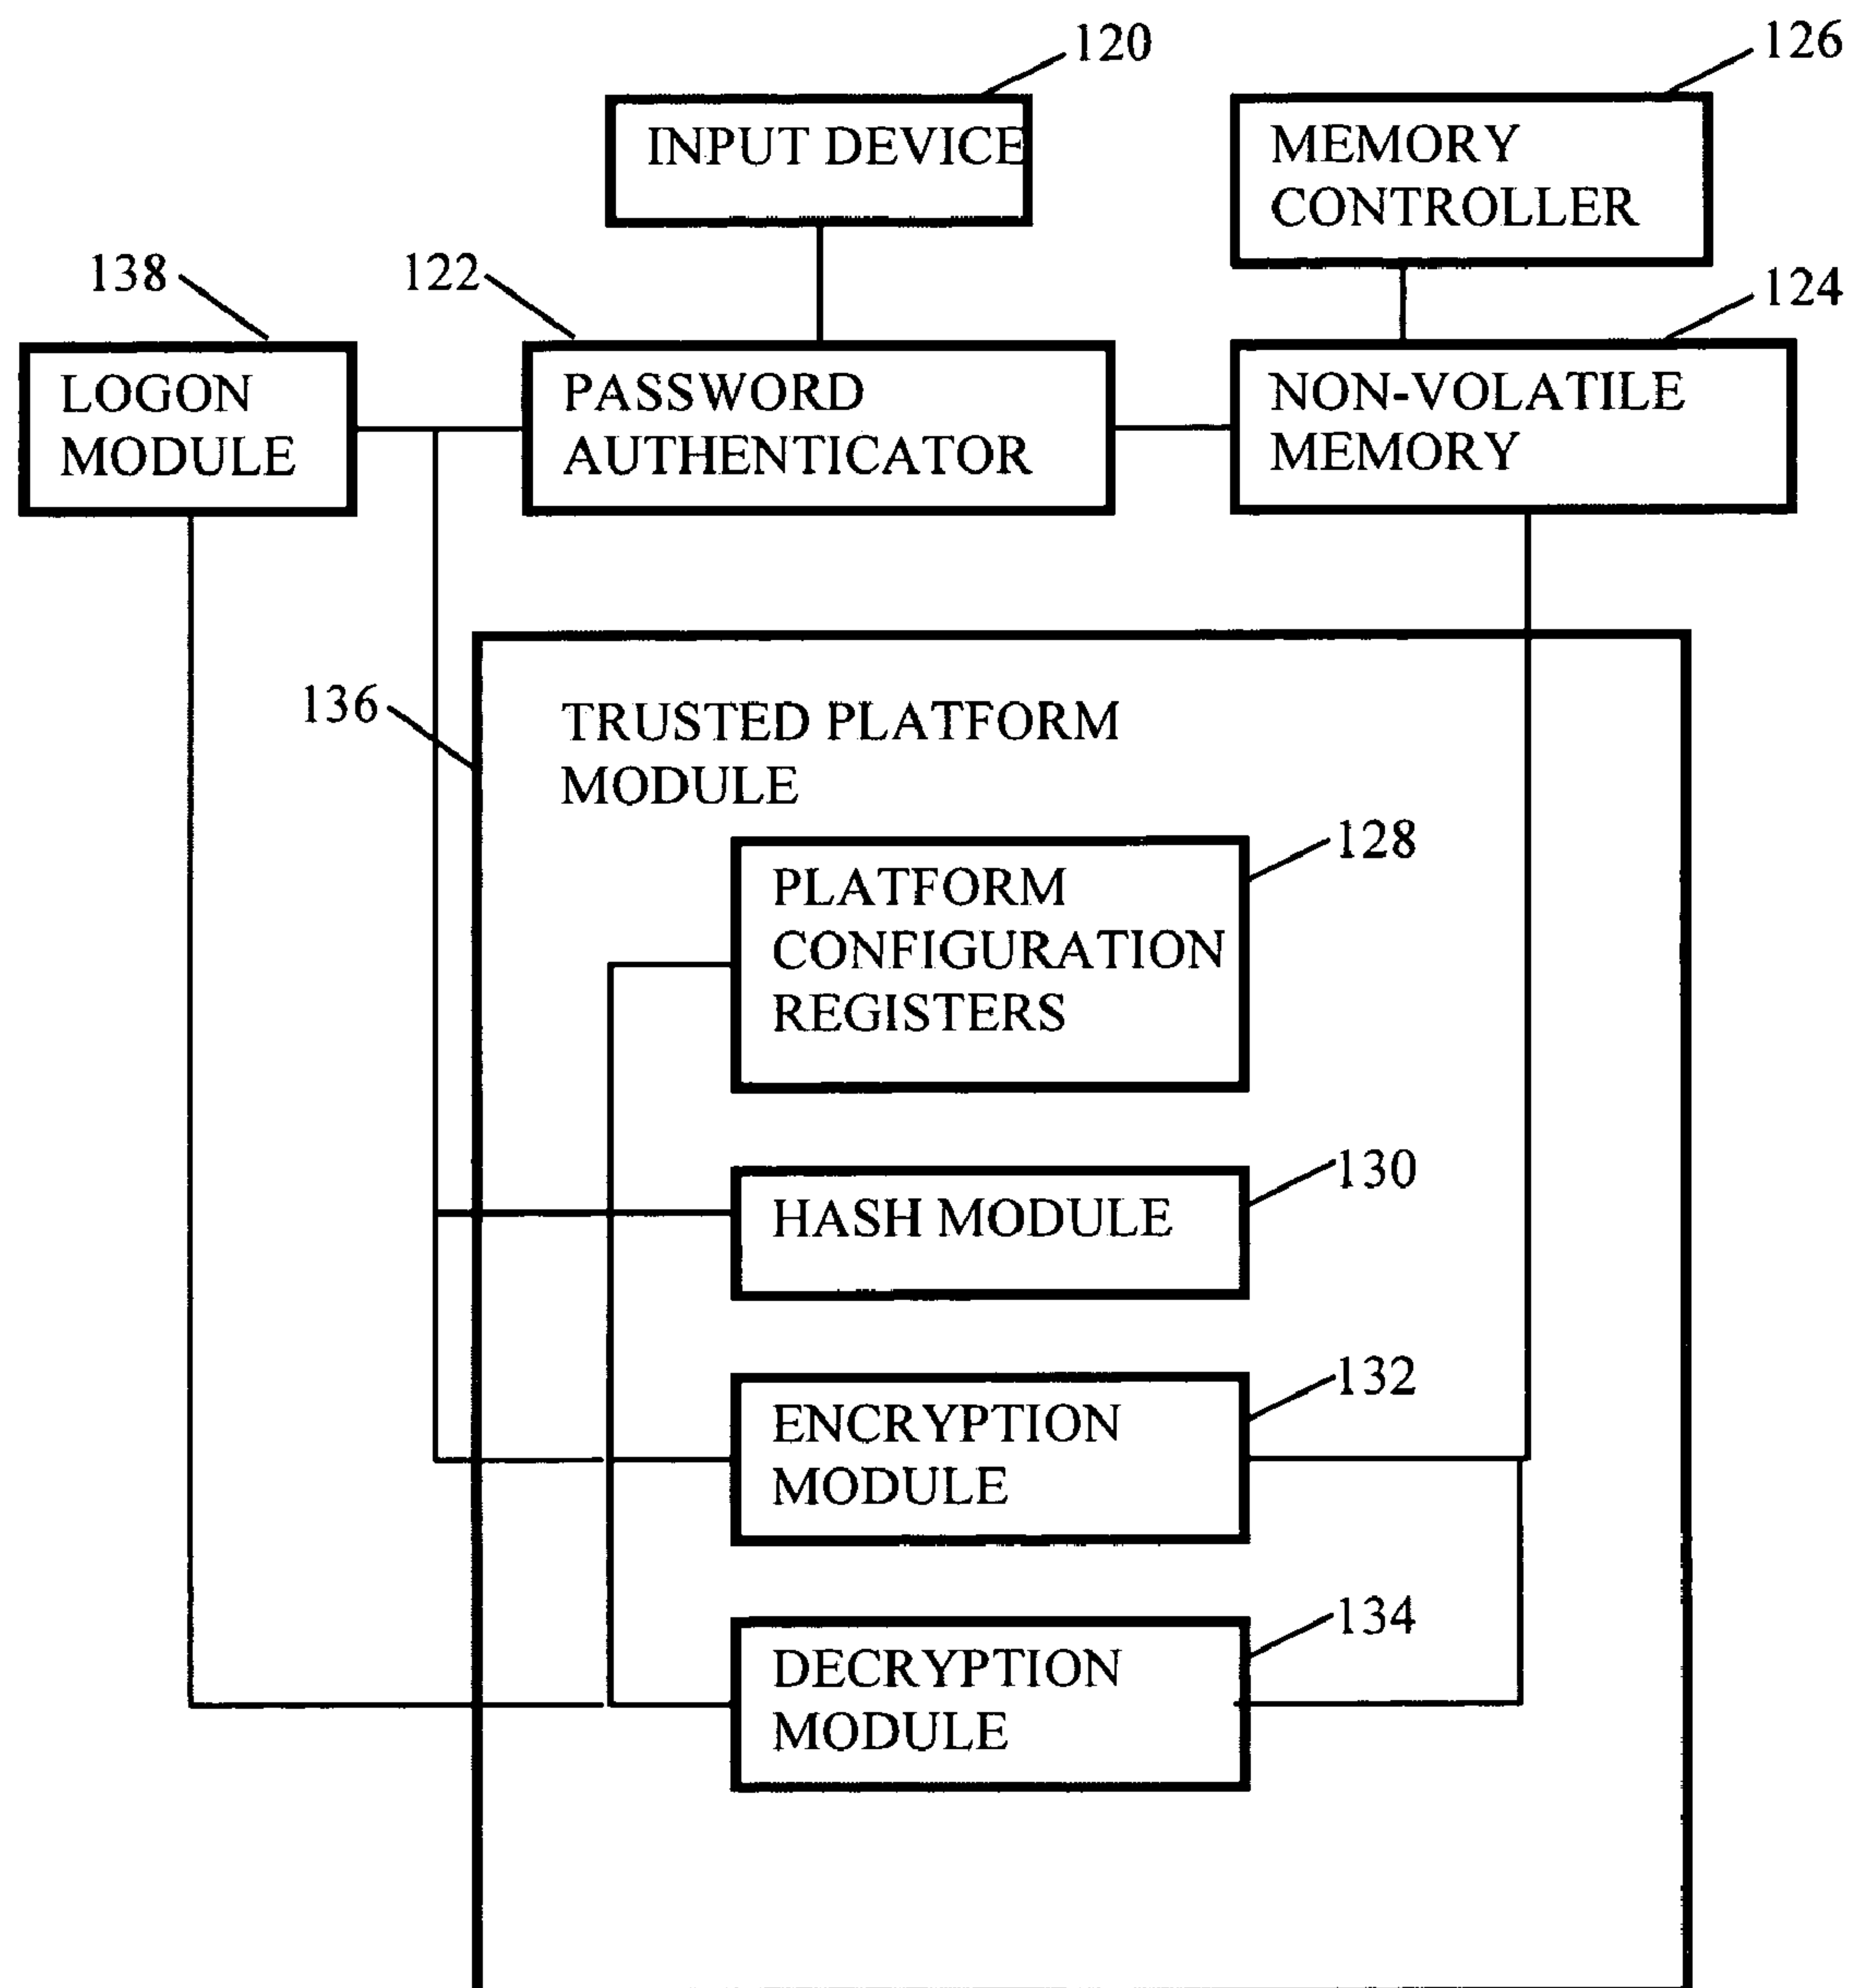 120
126
INPUT DEVICE
MEMORY
CONTROLLER
138
122
124
LOGON
MODULE
PASSWORD
AUTHENTICATOR
NON-VOLATILE
MEMORY
136
TRUSTED PLATFORM
MODULE
128
PLATFORM
CONFIGURATION
REGISTERS
130
HASH MODULE
132
ENCRYPTION
MODULE
134
DECRYPTION
MODULE